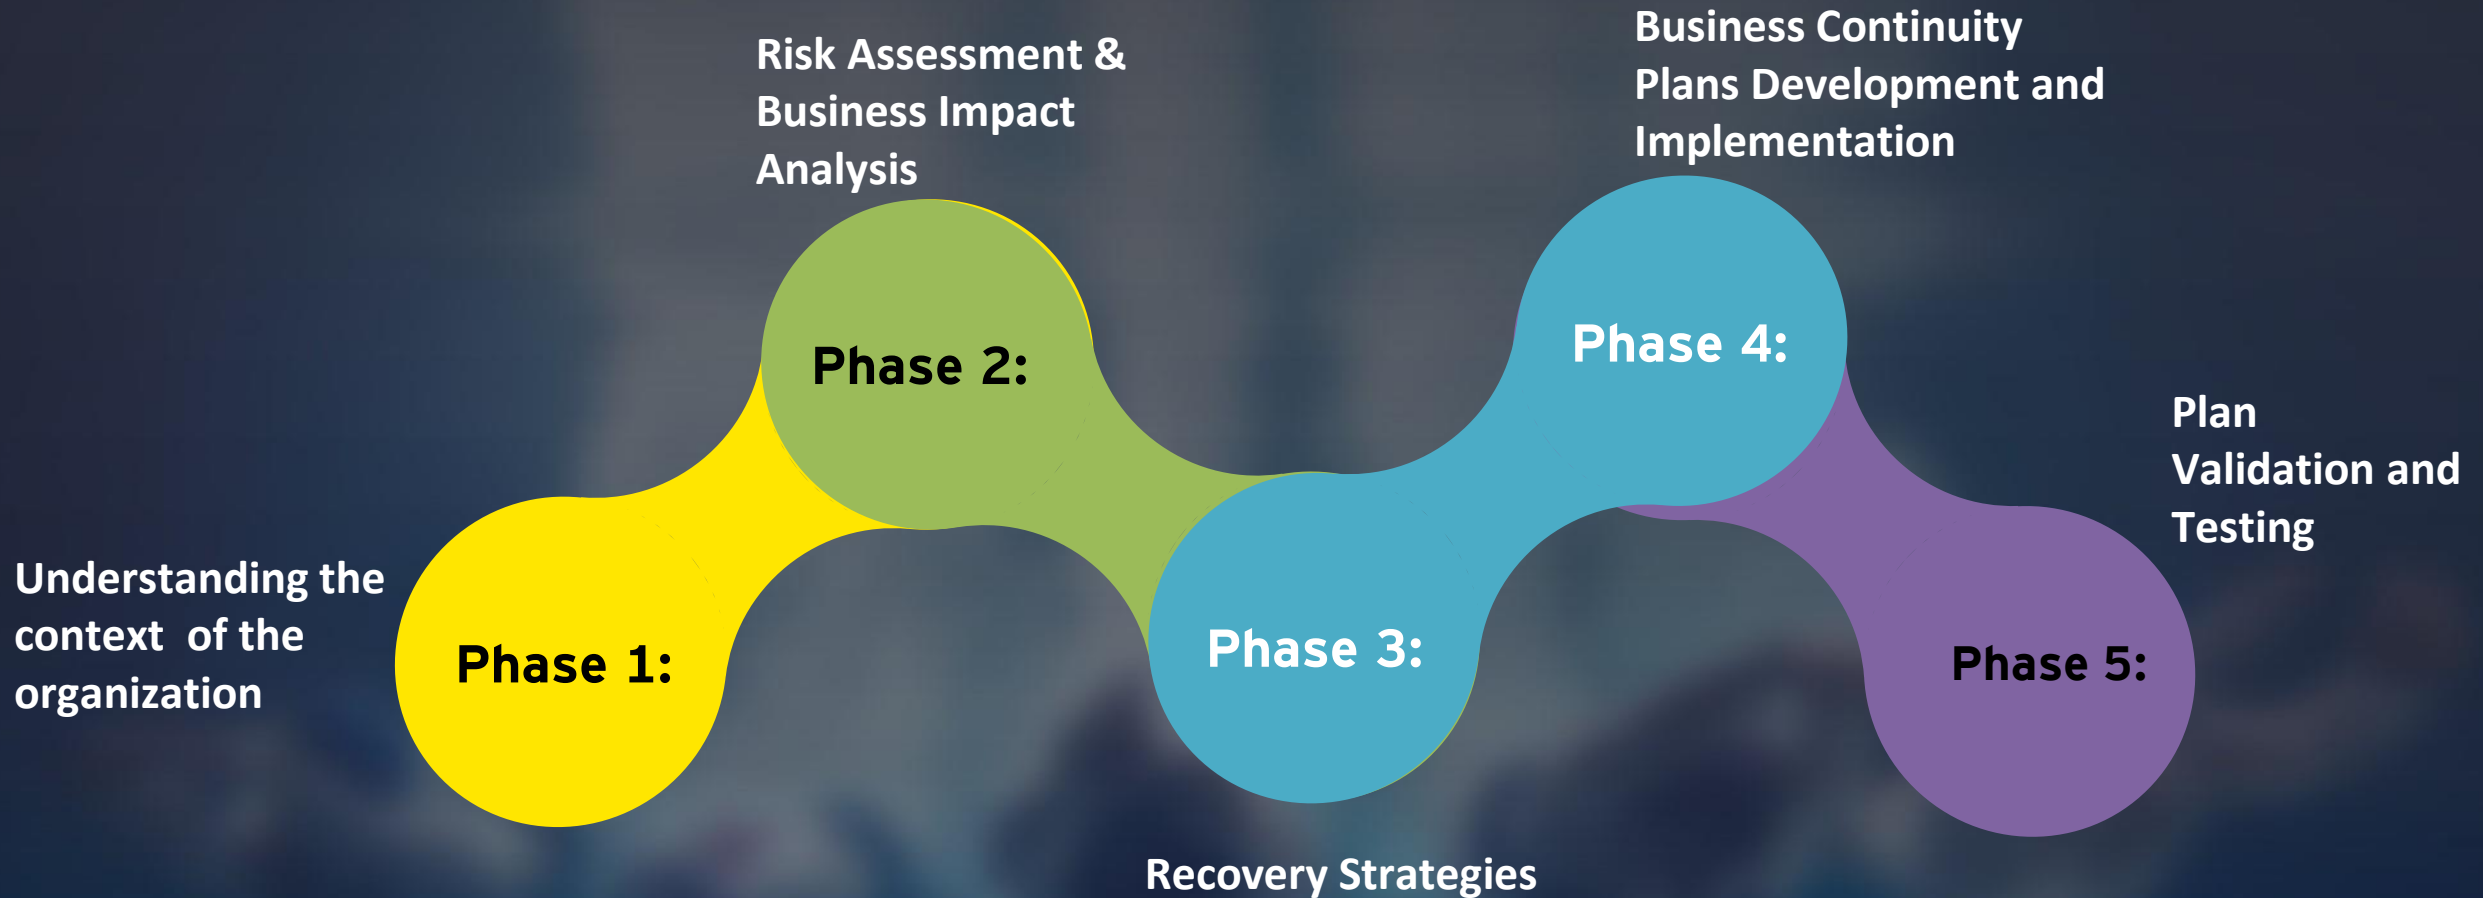 Phase 1:
Understanding the
context  of the
organization
Phase 2:
Risk Assessment &
Business Impact
Analysis
Phase 3:
Recovery Strategies
Phase 4:
Business Continuity
Plans Development and
Implementation
Phase 5:
Plan
Validation and
Testing